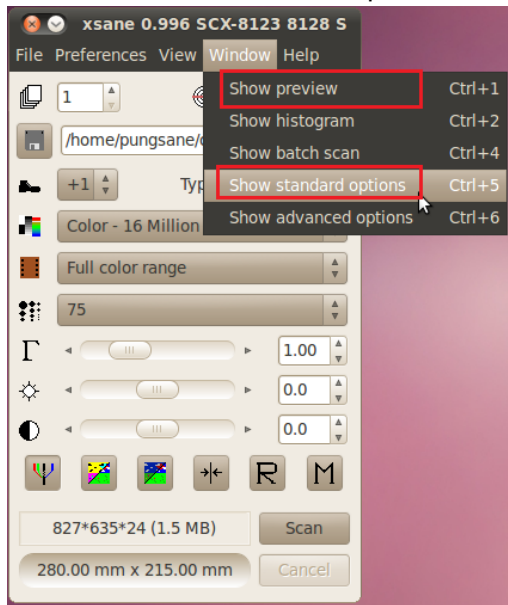 xsane 0.996 SCX-8123 8128 S
File Preferences View Window Help
Show preview Ctrl+1
Show histogram Ctrl+2
Show batch scan Ctrl+4
Show standard options Ctrl+5
Show advanced options Ctrl+6
1
/home/pungsane/
+1 Typ
Color - 16 Million
Full color range
75
Γ 1.00
0.0
0.0
R M
827*635*24 (1.5 MB) Scan
280.00 mm x 215.00 mm Cancel